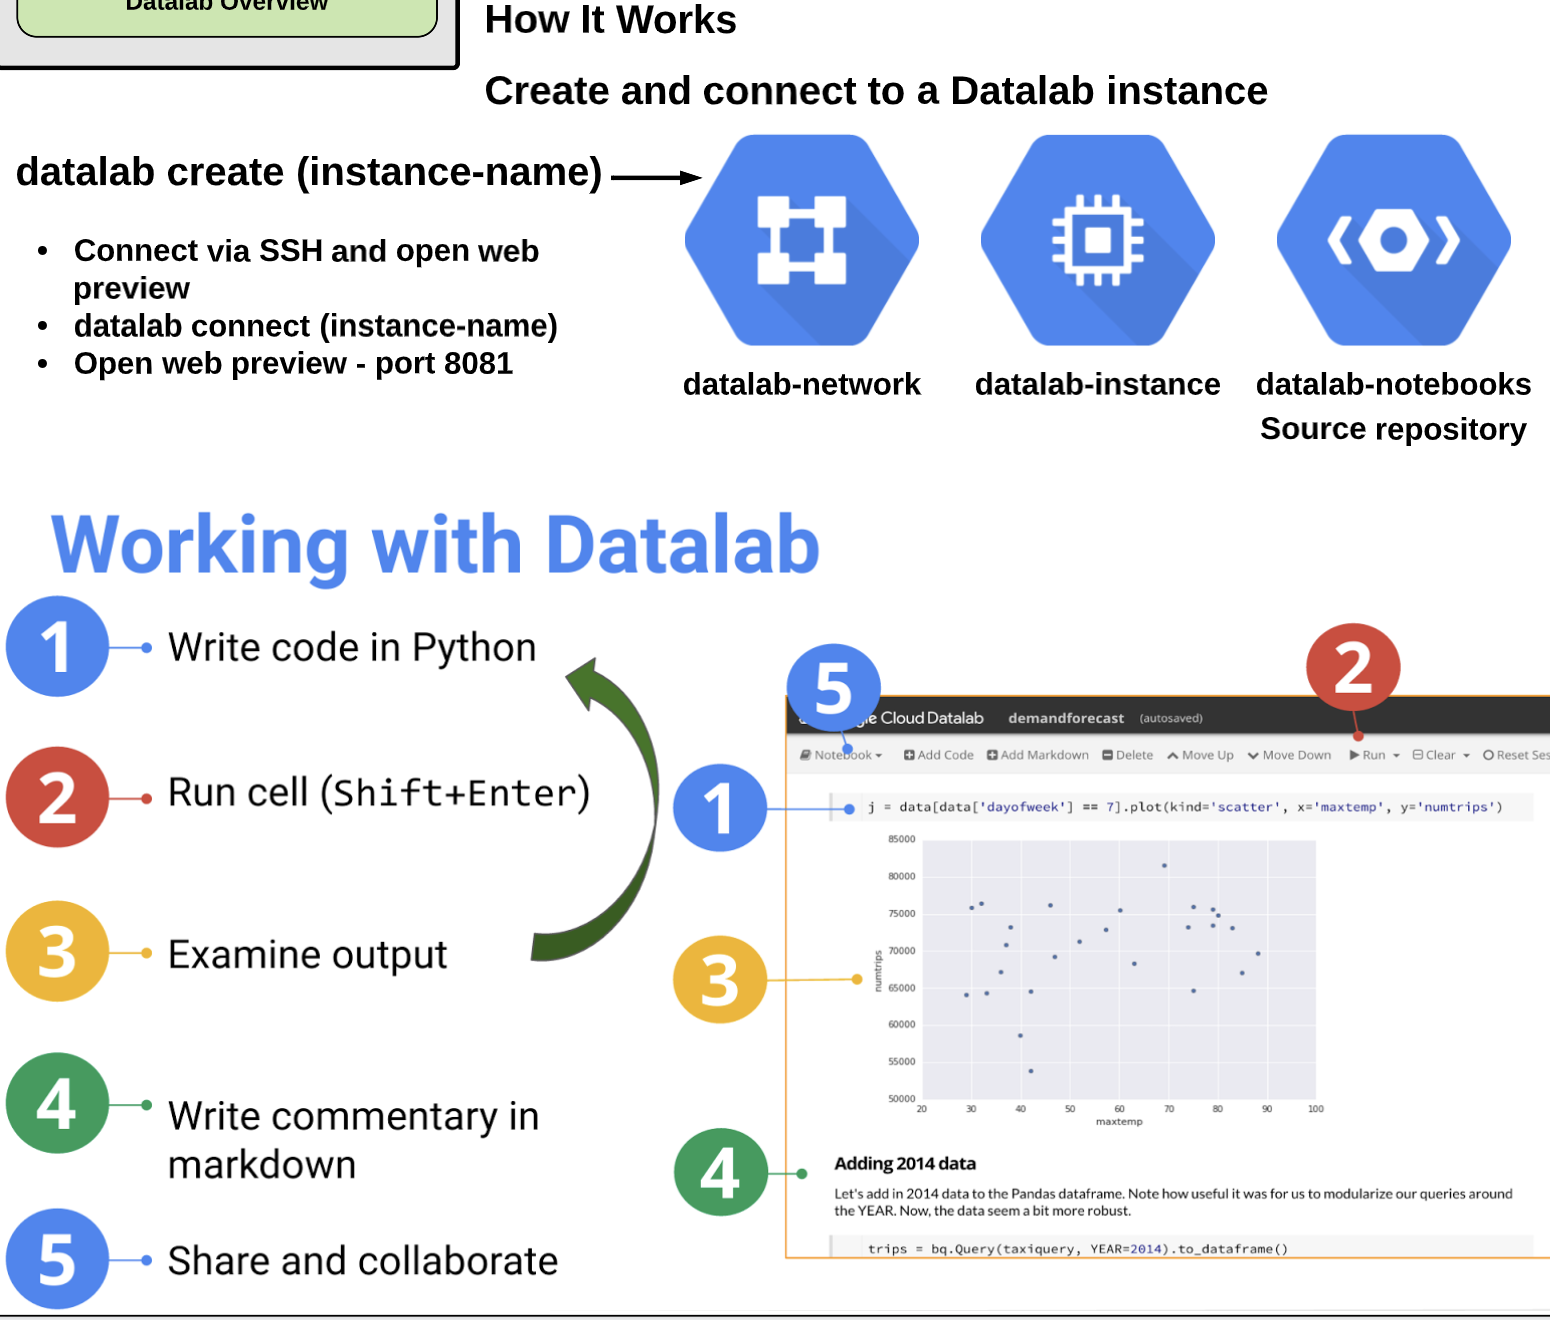 Datalab Overview
How It Works
Create and connect to a Datalab instance
datalab create (instance-name)
• Connect via SSH and open web
preview
• datalab connect (instance-name)
• Open web preview - port 8081
datalab-network
datalab-instance
datalab-notebooks
Source repository
Working with Datalab
1 Write code in Python
2 Run cell (Shift+Enter)
3 Examine output
4 Write commentary in
markdown
5 Share and collaborate
5
2
Cloud Datalab demandforecast (autosaved)
Notebook Add Code Add Markdown Delete Move Up Move Down Run Clear Reset Ses
1
j = data[data['dayofweek'] == 7].plot(kind='scatter', x='maxtemp', y='numtrips')
85000
80000
75000
70000
65000
60000
55000
50000
numtrips
20 30 40 50 60 70 80 90 100
maxtemp
3
4
Adding 2014 data
Let's add in 2014 data to the Pandas dataframe. Note how useful it was for us to modularize our queries around
the YEAR. Now, the data seem a bit more robust.
trips = bq.Query(taxiquery, YEAR=2014).to_dataframe()